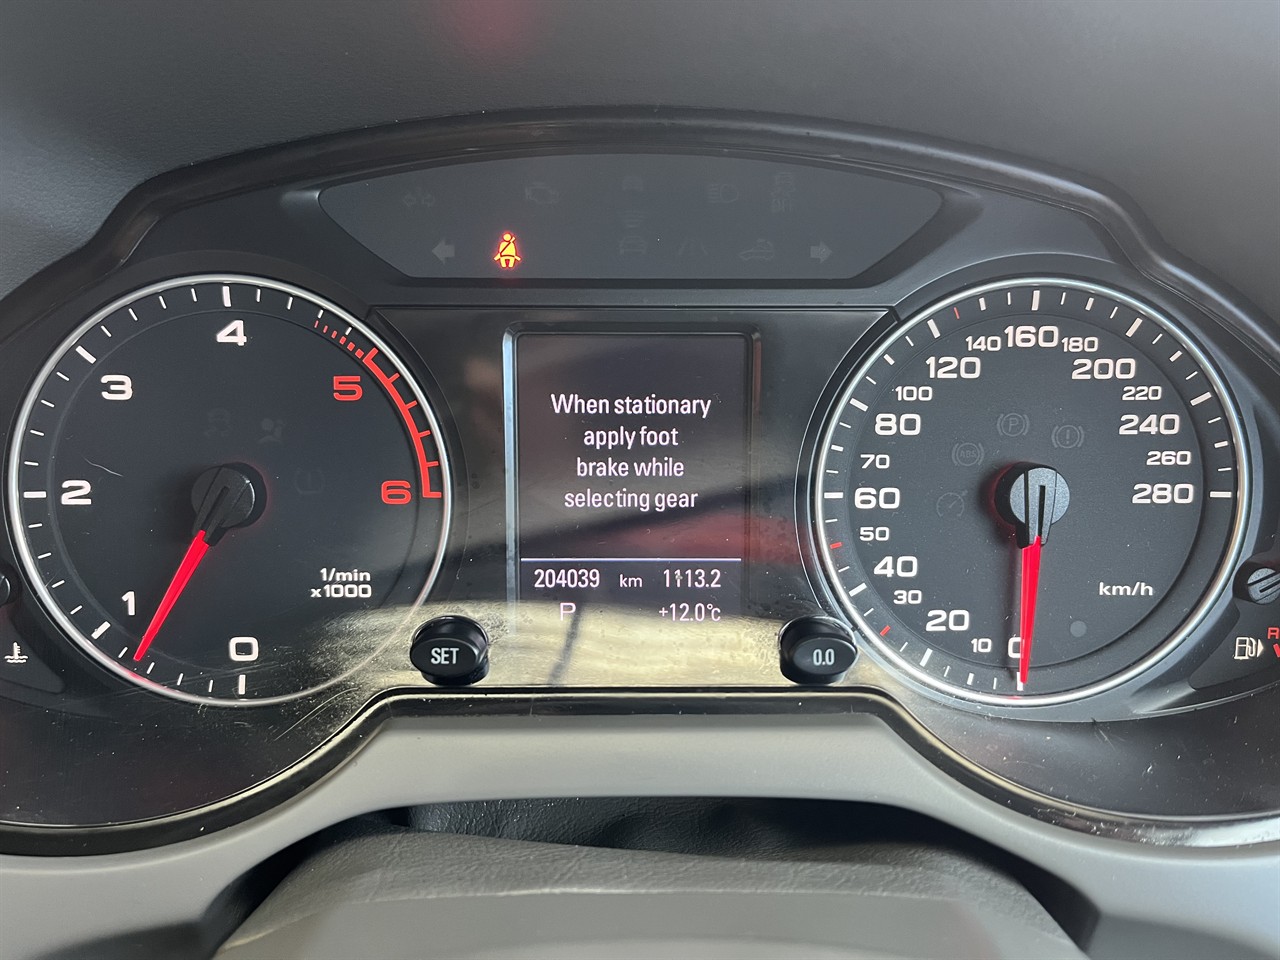 When stationary
apply foot
brake while
selecting gear
204039 km 1113.2
P +12.0°c
0
1
2
3
4
5
6
1/min
x1000
0
10
20
30
40
50
60
70
80
100
120
140
160
180
200
220
240
260
280
km/h
SET
0.0
R
ABS